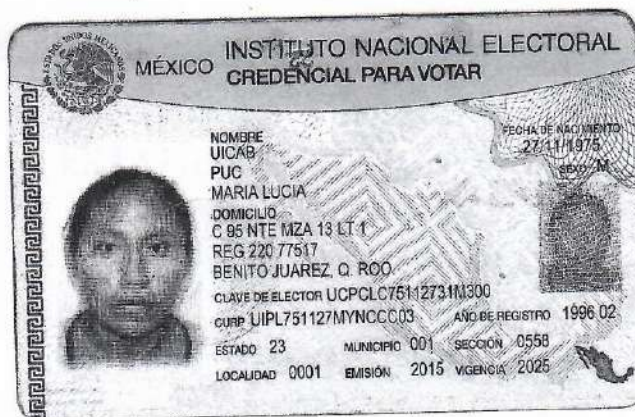 MÉXICO INSTITUTO NACIONAL ELECTORAL
CREDENCIAL PARA VOTAR
NOMBRE
UICAB
PUC
MARIA LUCIA
FECHA DE NACIMIENTO
27/11/1975
SEXO M
DOMICILIO
C 95 NTE MZA 13 LT 1
REG 220 77517
BENITO JUAREZ, Q. ROO.
CLAVE DE ELECTOR UCPCLC75112731M300
CURP UIPL751127MYNCCC03 AÑO DE REGISTRO 1996 02
ESTADO 23 MUNICIPIO 001 SECCIÓN 0558
LOCALIDAD 0001 EMISIÓN 2015 VIGENCIA 2025